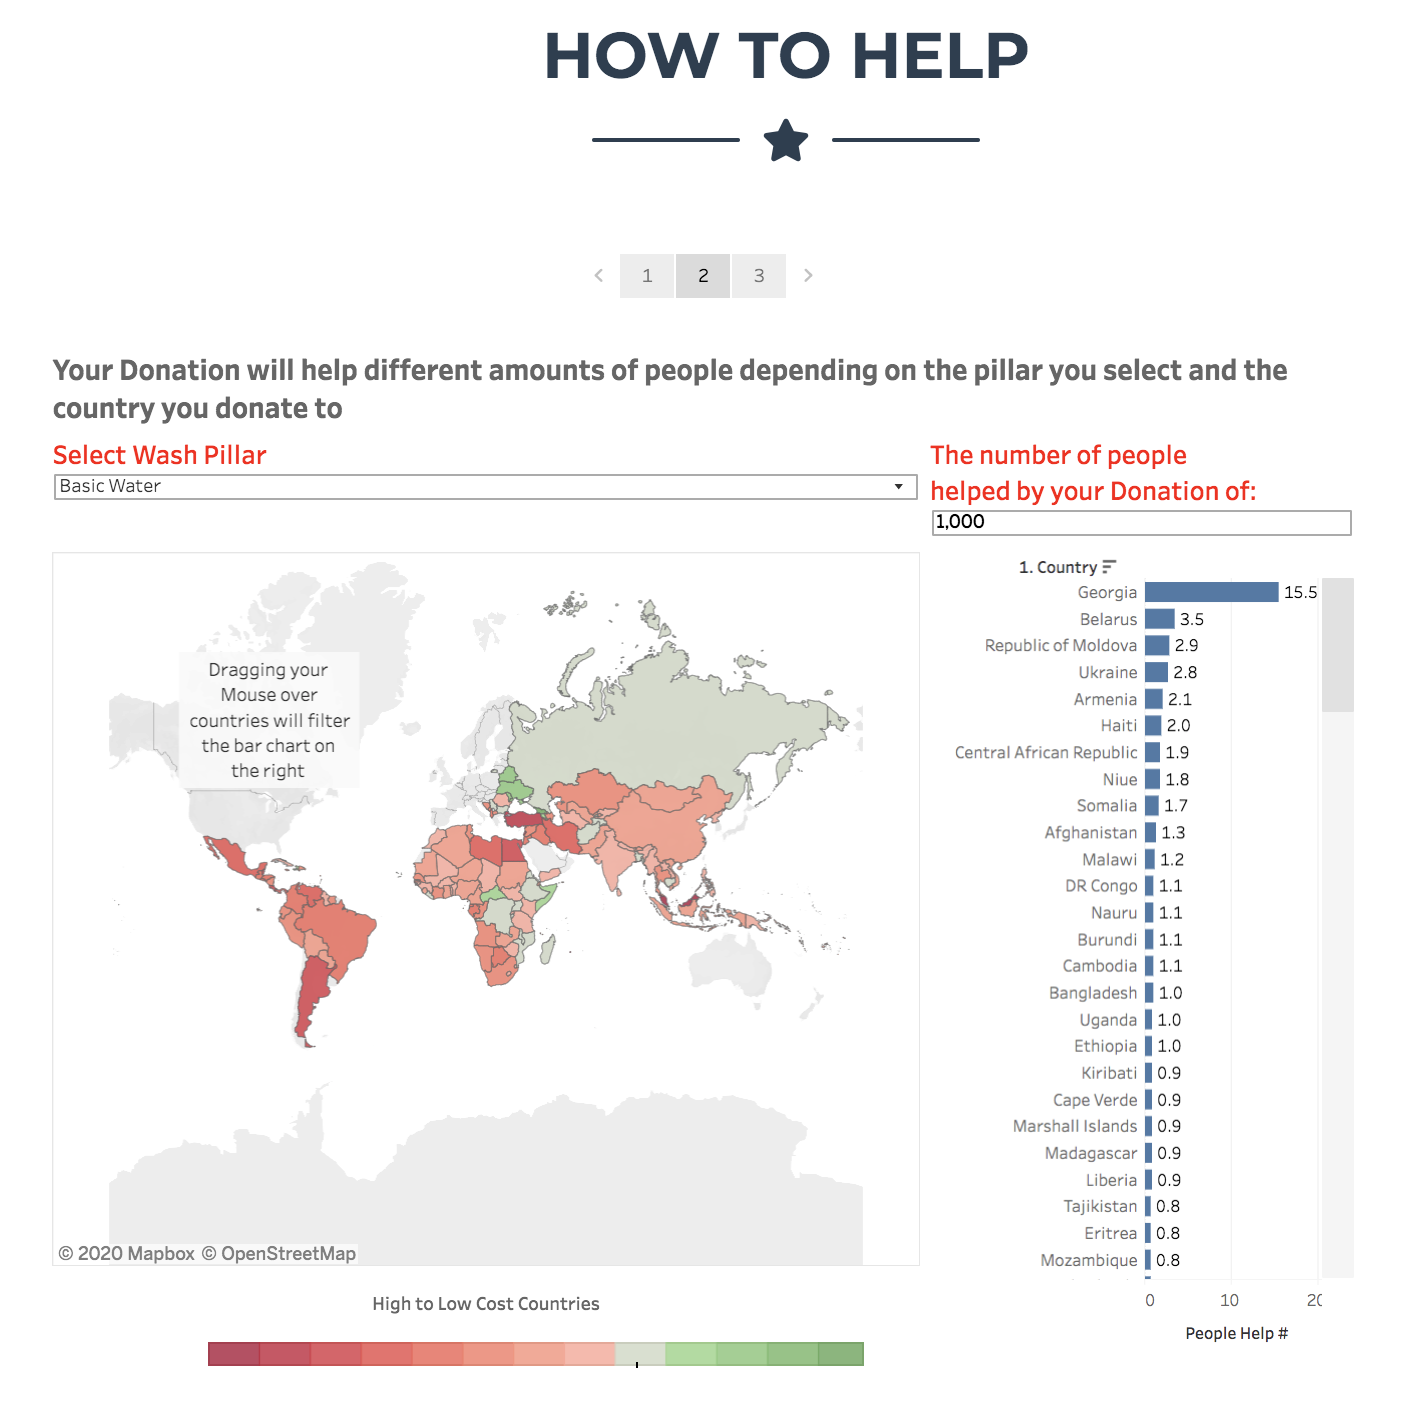 HOW TO HELP
1
2
3
Your Donation will help different amounts of people depending on the pillar you select and the
country you donate to
Select Wash Pillar
Basic Water
The number of people
helped by your Donation of:
1,000
Dragging your
Mouse over
countries will filter
the bar chart on
the right
© 2020 Mapbox © OpenStreetMap
High to Low Cost Countries
1. Country
Georgia 15.5
Belarus 3.5
Republic of Moldova 2.9
Ukraine 2.8
Armenia 2.1
Haiti 2.0
Central African Republic 1.9
Niue 1.8
Somalia 1.7
Afghanistan 1.3
Malawi 1.2
DR Congo 1.1
Nauru 1.1
Burundi 1.1
Cambodia 1.1
Bangladesh 1.0
Uganda 1.0
Ethiopia 1.0
Kiribati 0.9
Cape Verde 0.9
Marshall Islands 0.9
Madagascar 0.9
Liberia 0.9
Tajikistan 0.8
Eritrea 0.8
Mozambique 0.8
0 10 20
People Help #